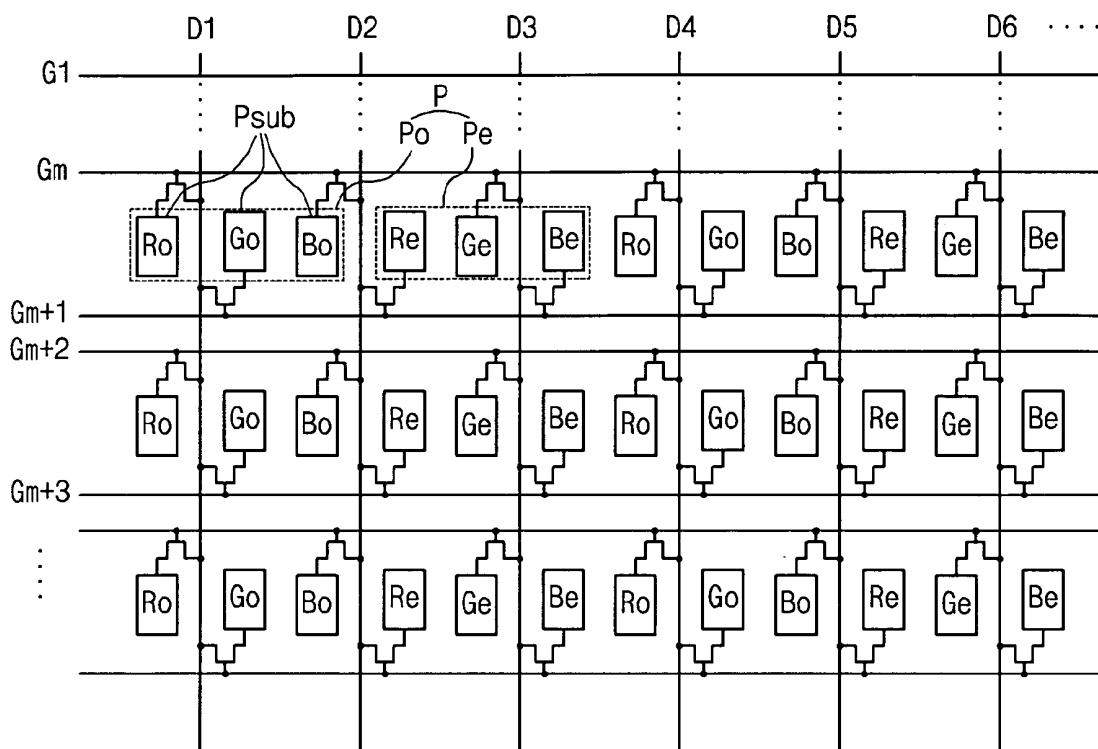 D1 D2 D3 D4 D5 D6 ....
G1
P
Psub Po Pe
Gm
Ro Go Bo Re Ge Be Ro Go Bo Re Ge Be
Gm+1
Gm+2
Ro Go Bo Re Ge Be Ro Go Bo Re Ge Be
Gm+3
Ro Go Bo Re Ge Be Ro Go Bo Re Ge Be